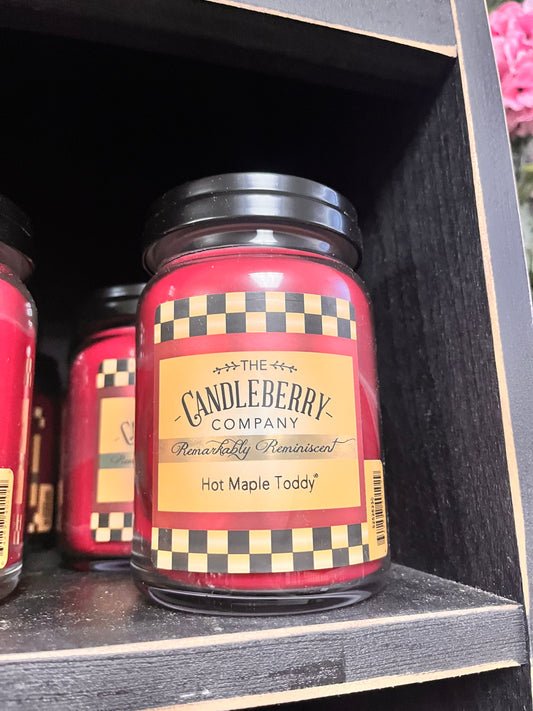 THE
CANDLEBERRY
COMPANY
Remarkably Reminiscent
Hot Maple Toddy®